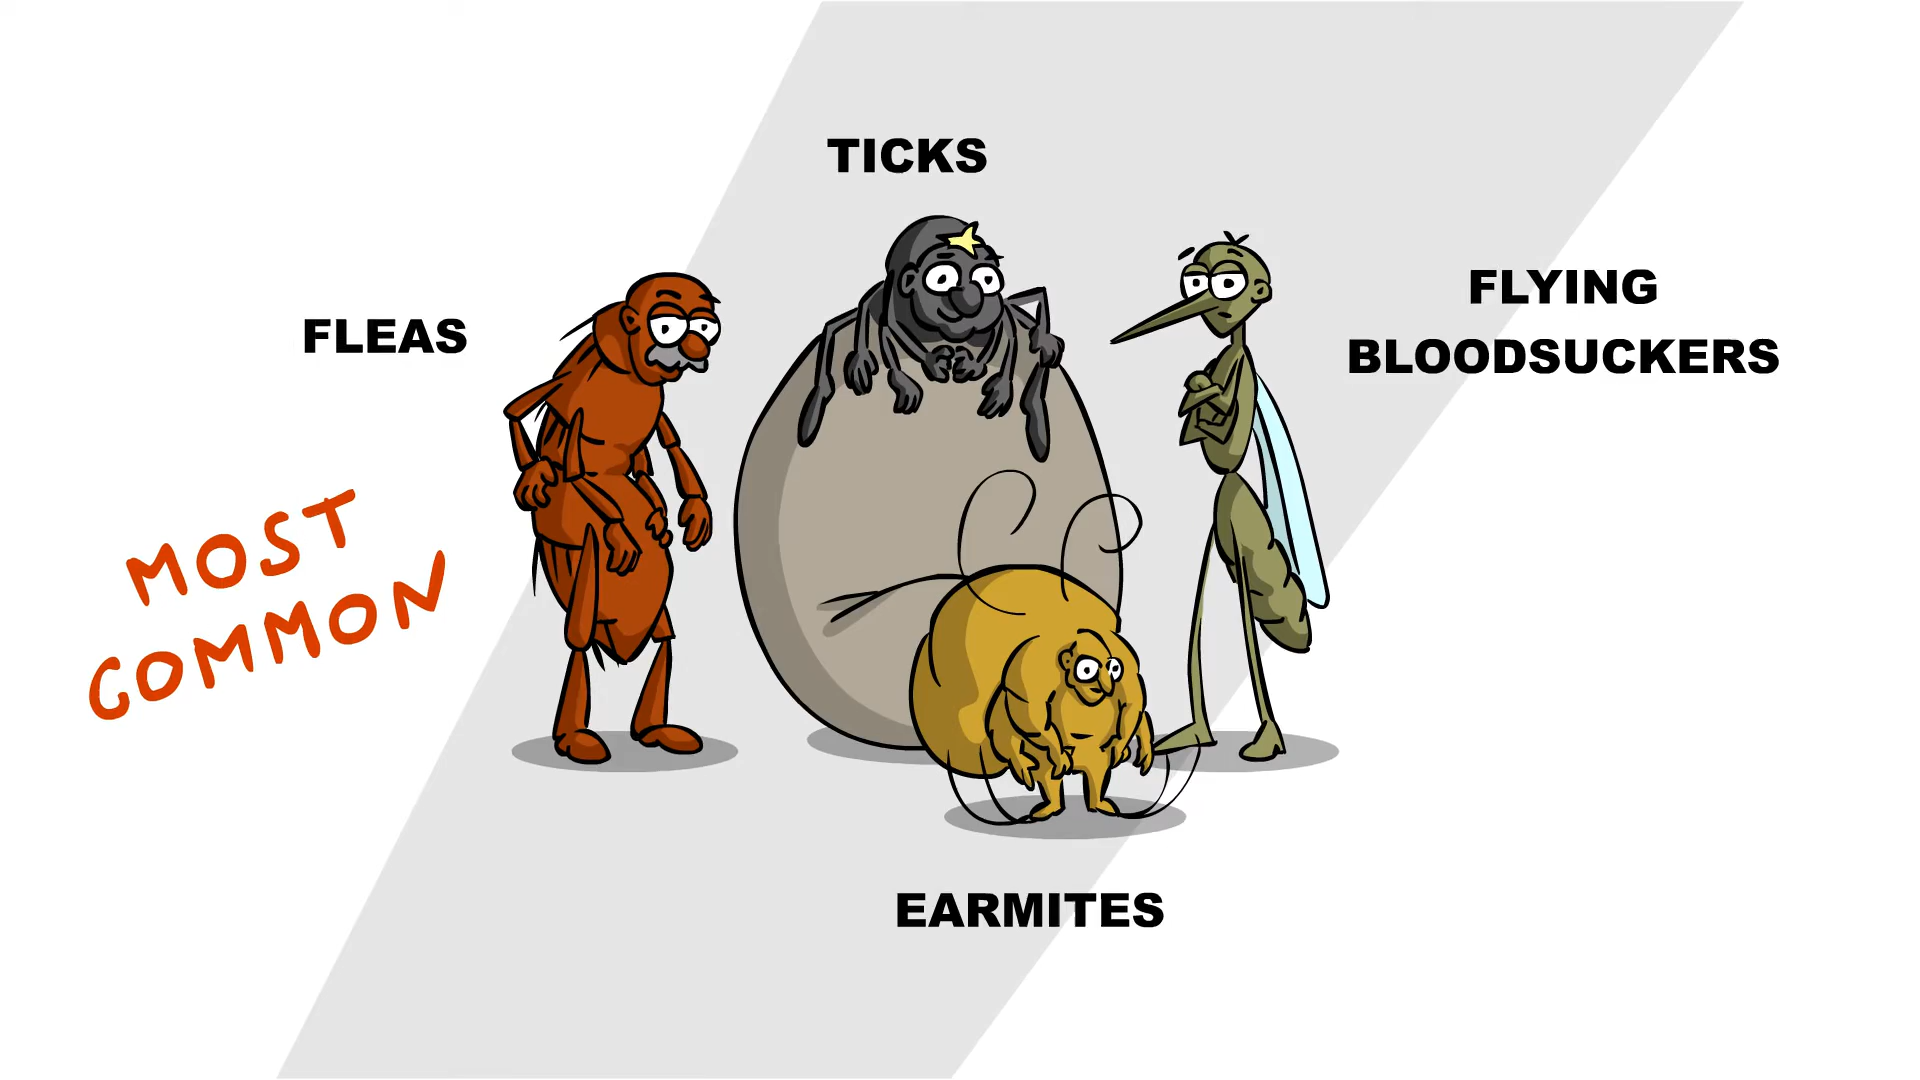 TICKS
FLEAS
FLYING
BLOODSUCKERS
MOST
COMMON
EARMITES